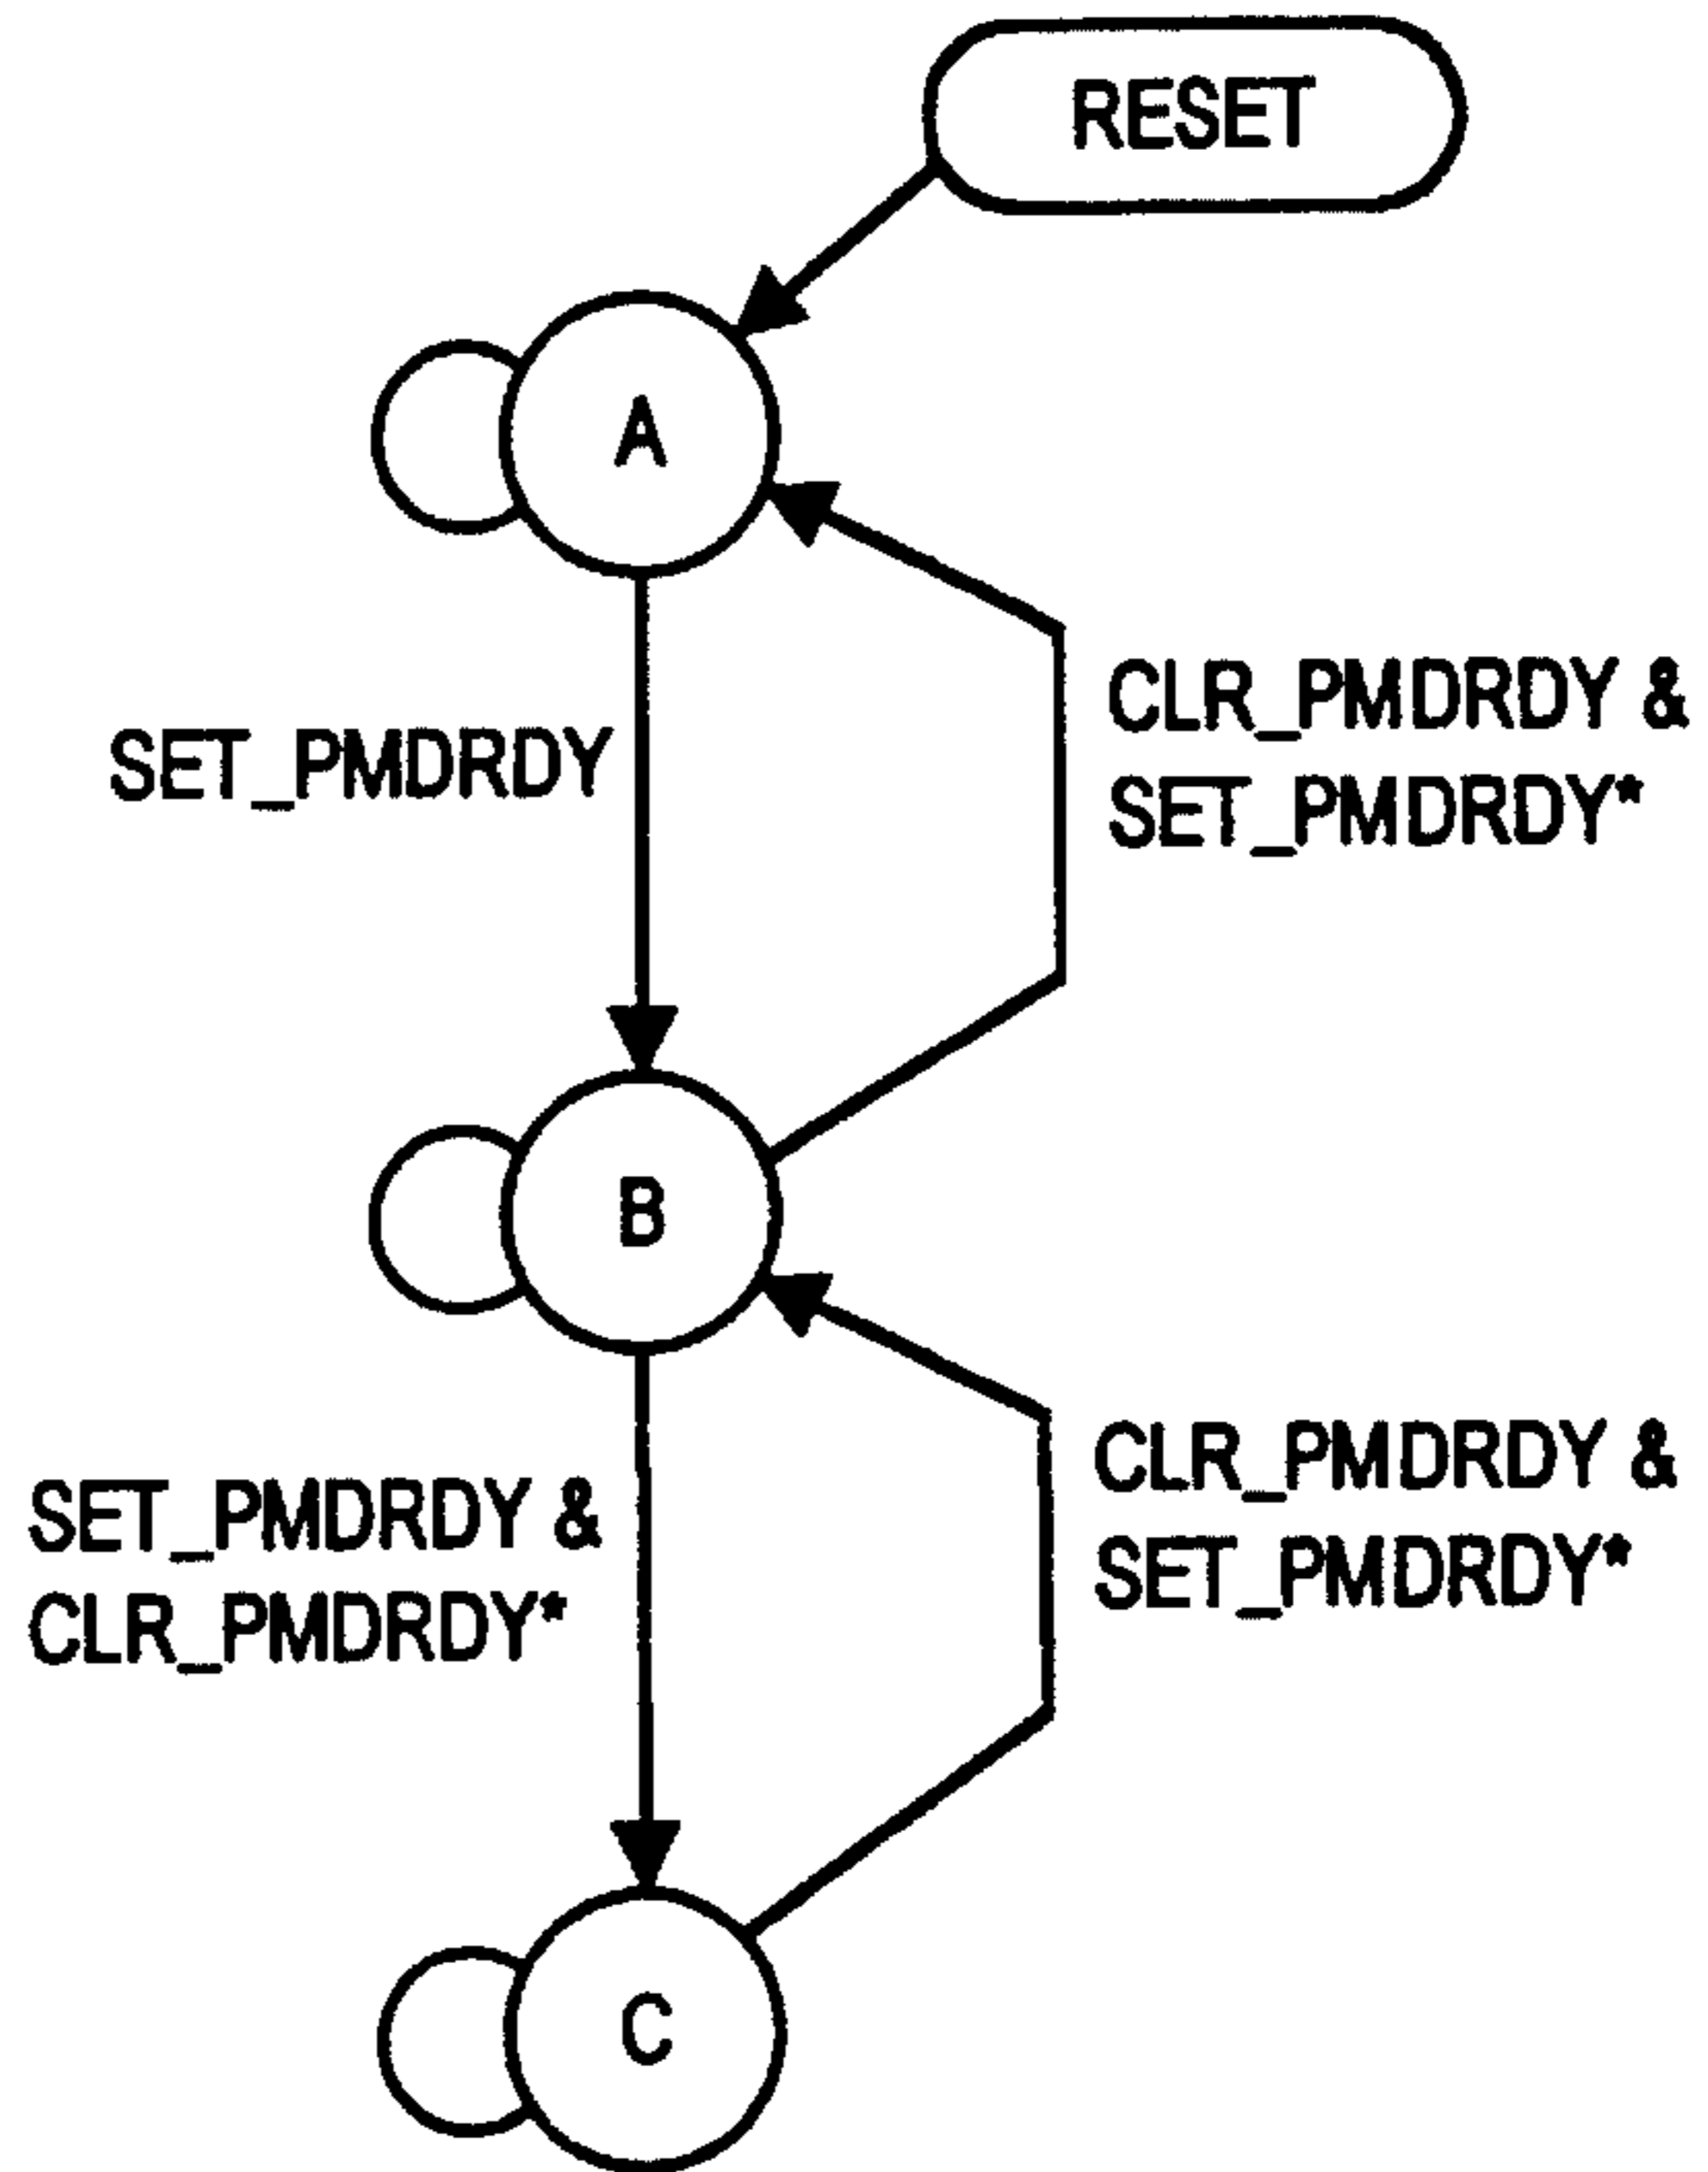 RESET
A
CLR_PMDRDY &
SET_PMDRDY*
SET_PMDRDY
B
CLR_PMDRDY &
SET_PMDRDY*
SET_PMDRDY &
CLR_PMDRDY*
C